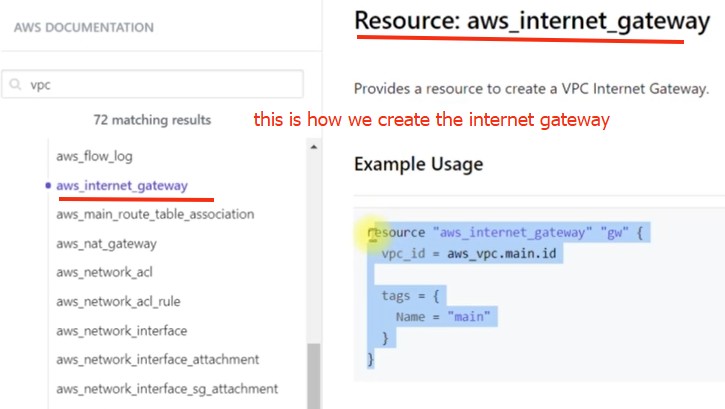 AWS DOCUMENTATION
vpc
72 matching results
aws_flow_log
aws_internet_gateway
aws_main_route_table_association
aws_nat_gateway
aws_network_acl
aws_network_acl_rule
aws_network_interface
aws_network_interface_attachment
aws_network_interface_sg_attachment
Resource: aws_internet_gateway
Provides a resource to create a VPC Internet Gateway.
this is how we create the internet gateway
Example Usage
resource "aws_internet_gateway" "gw" {
  vpc_id = aws_vpc.main.id
  tags = {
    Name = "main"
  }
}